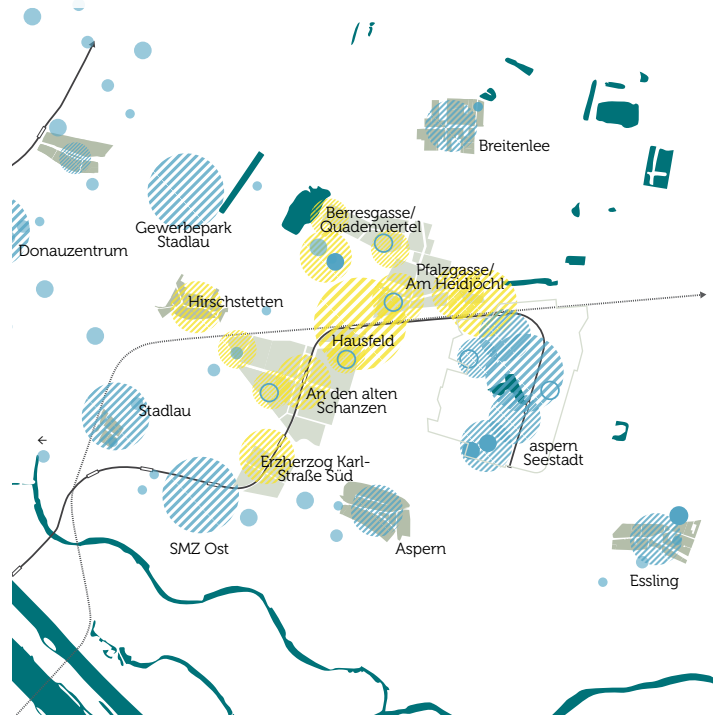 Breitenlee
Berresgasse/
Quadenviertel
Gewerbepark
Stadlau
Donauzentrum
Pfalzgasse/
Am Heidjöchl
Hirschstetten
Hausfeld
An den alten
Schanzen
Stadlau
aspern
Seestadt
Erzherzog Karl-
Straße Süd
SMZ Ost
Aspern
Essling